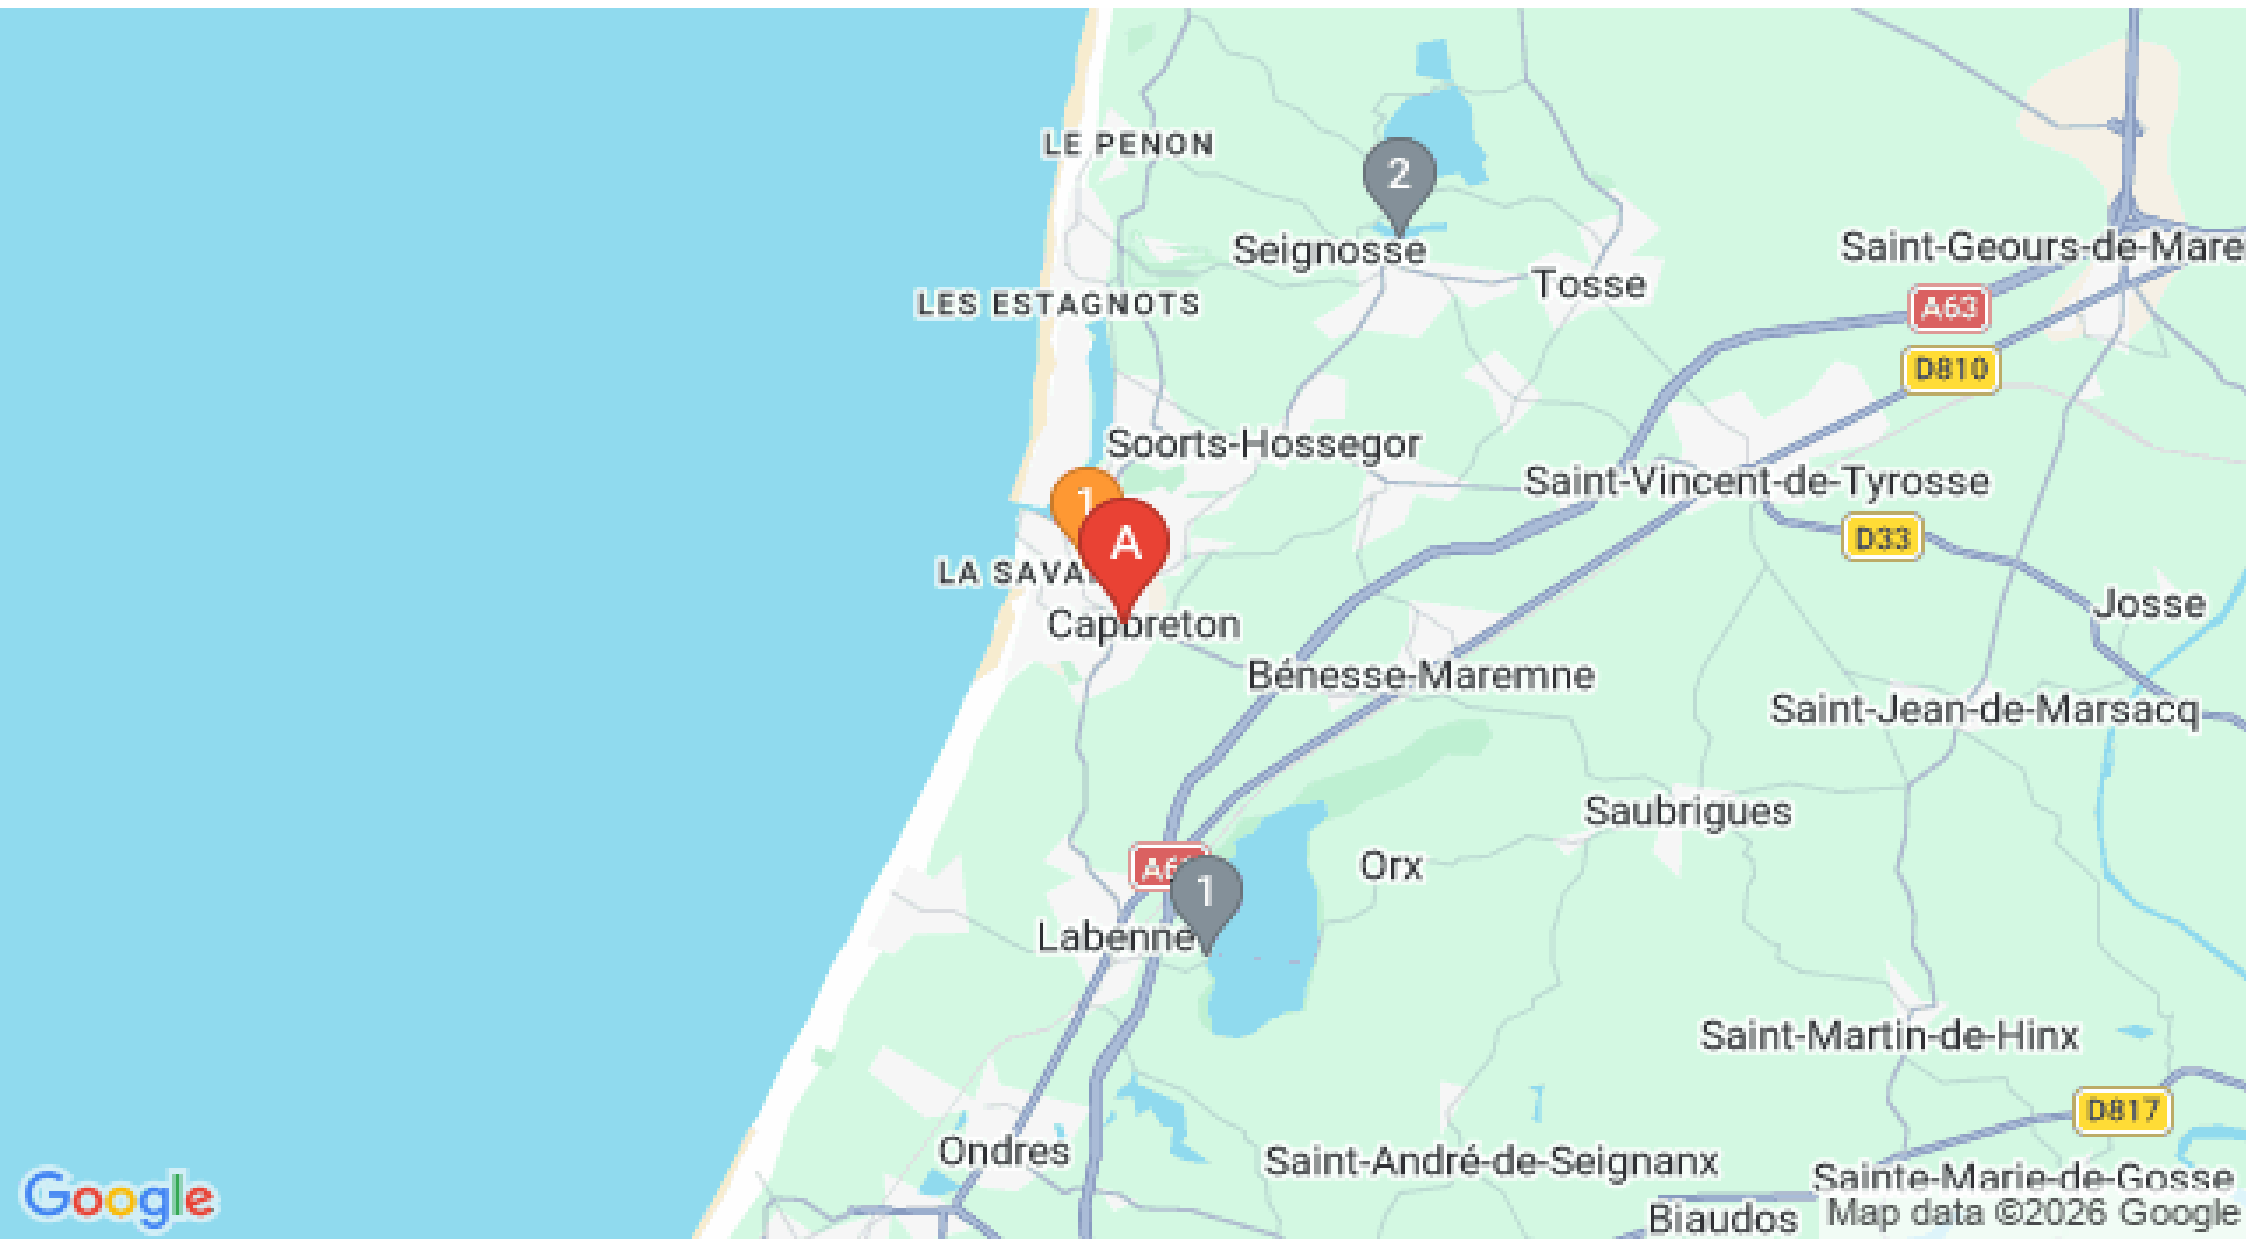 LE PENON
2
Seignosse
Saint-Geours-de-Mare
Tosse
LES ESTAGNOTS
A63
D810
Soorts-Hossegor
Saint-Vincent-de-Tyrosse
1
A
D33
LA SAVA
Capbreton
Josse
Bénesse-Maremne
Saint-Jean-de-Marsacq
Saubrigues
Orx
A6
1
Labenne
Saint-Martin-de-Hinx
D817
Ondres
Saint-André-de-Seignanx
Sainte-Marie-de-Gosse
Google
Biaudos
Map data ©2026 Google